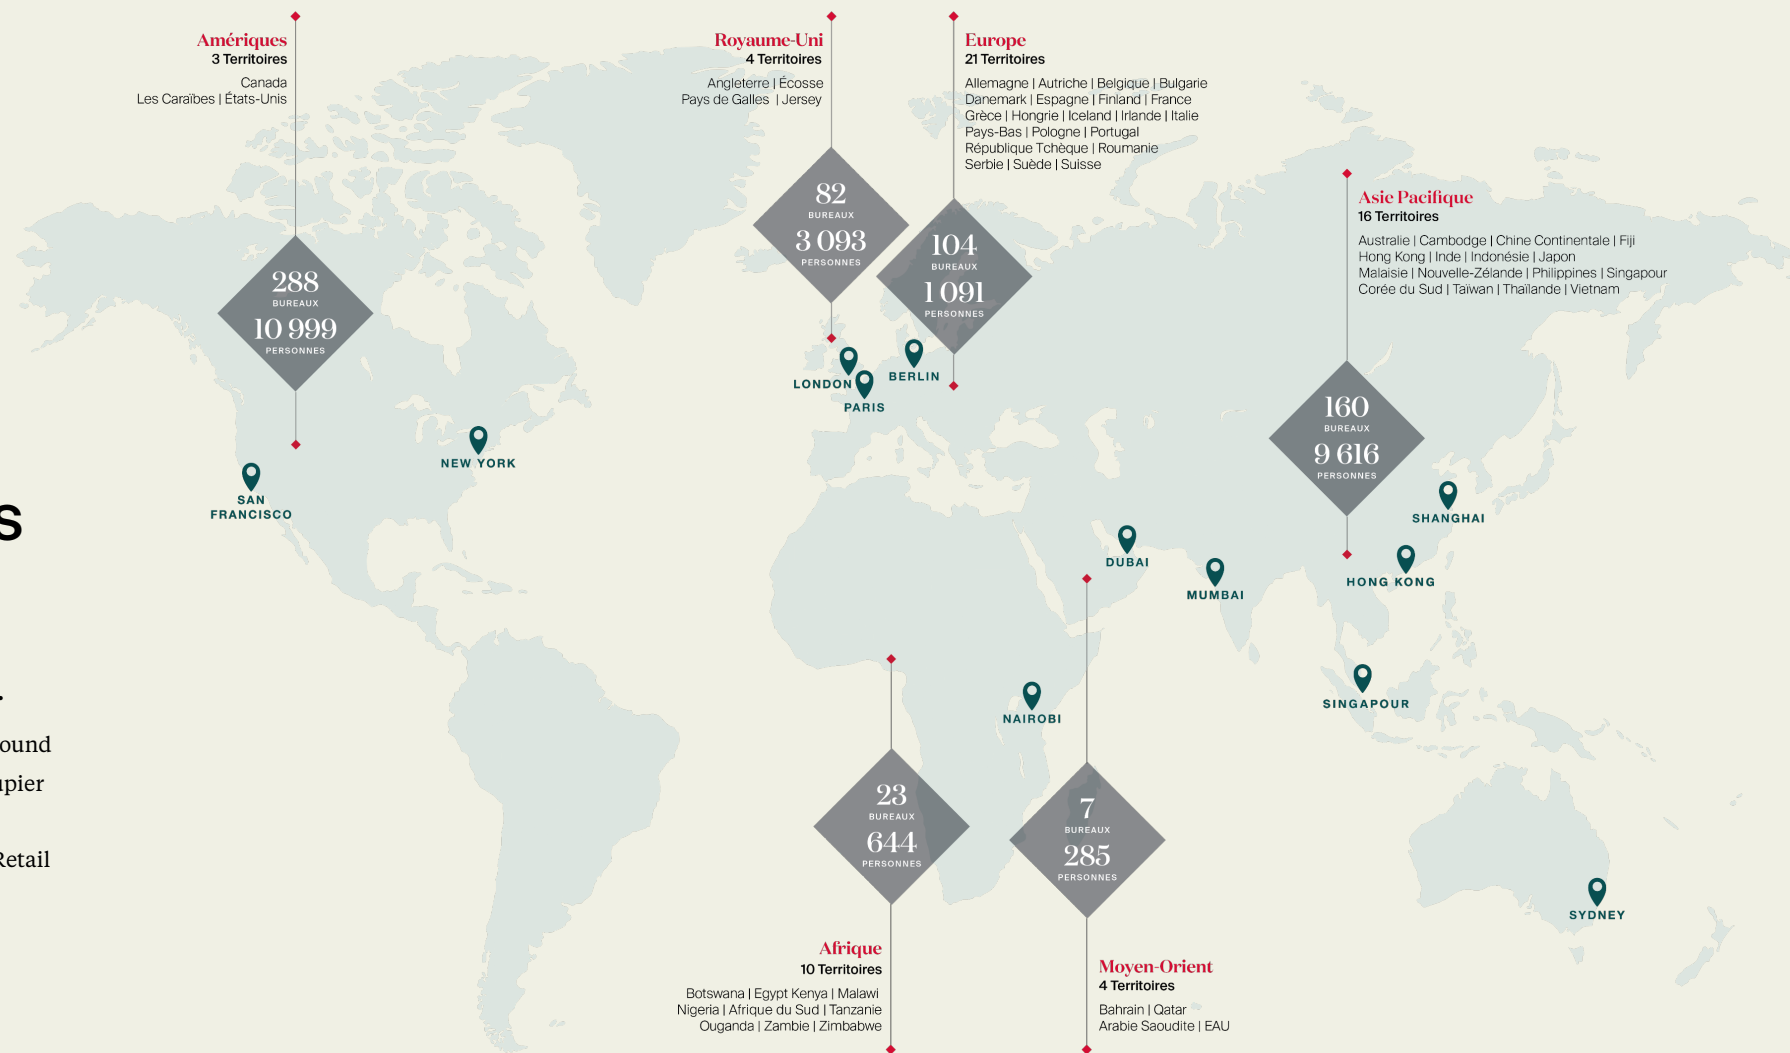 Amériques
3 Territoires
Canada
Les Caraïbes | États-Unis
288
BUREAUX
10 999
PERSONNES
Royaume-Uni
4 Territoires
Angleterre | Écosse
Pays de Galles | Jersey
82
BUREAUX
3 093
PERSONNES
Europe
21 Territoires
Allemagne | Autriche | Belgique | Bulgarie
Danemark | Espagne | Finland | France
Grèce | Hongrie | Iceland | Irlande | Italie
Pays-Bas | Pologne | Portugal
République Tchèque | Roumanie
Serbie | Suède | Suisse
104
BUREAUX
1 091
PERSONNES
Asie Pacifique
16 Territoires
Australie | Cambodge | Chine Continentale | Fiji
Hong Kong | Inde | Indonésie | Japon
Malaisie | Nouvelle-Zélande | Philippines | Singapour
Corée du Sud | Taïwan | Thaïlande | Vietnam
160
BUREAUX
9 616
PERSONNES
LONDON
BERLIN
PARIS
NEW YORK
SAN
FRANCISCO
SHANGHAI
DUBAI
HONG KONG
MUMBAI
SINGAPOUR
NAIROBI
SYDNEY
s
.
ound
upier
Retail
23
BUREAUX
644
PERSONNES
Afrique
10 Territoires
Botswana | Egypt Kenya | Malawi
Nigeria | Afrique du Sud | Tanzanie
Ouganda | Zambie | Zimbabwe
7
BUREAUX
285
PERSONNES
Moyen-Orient
4 Territoires
Bahrain | Qatar
Arabie Saoudite | EAU